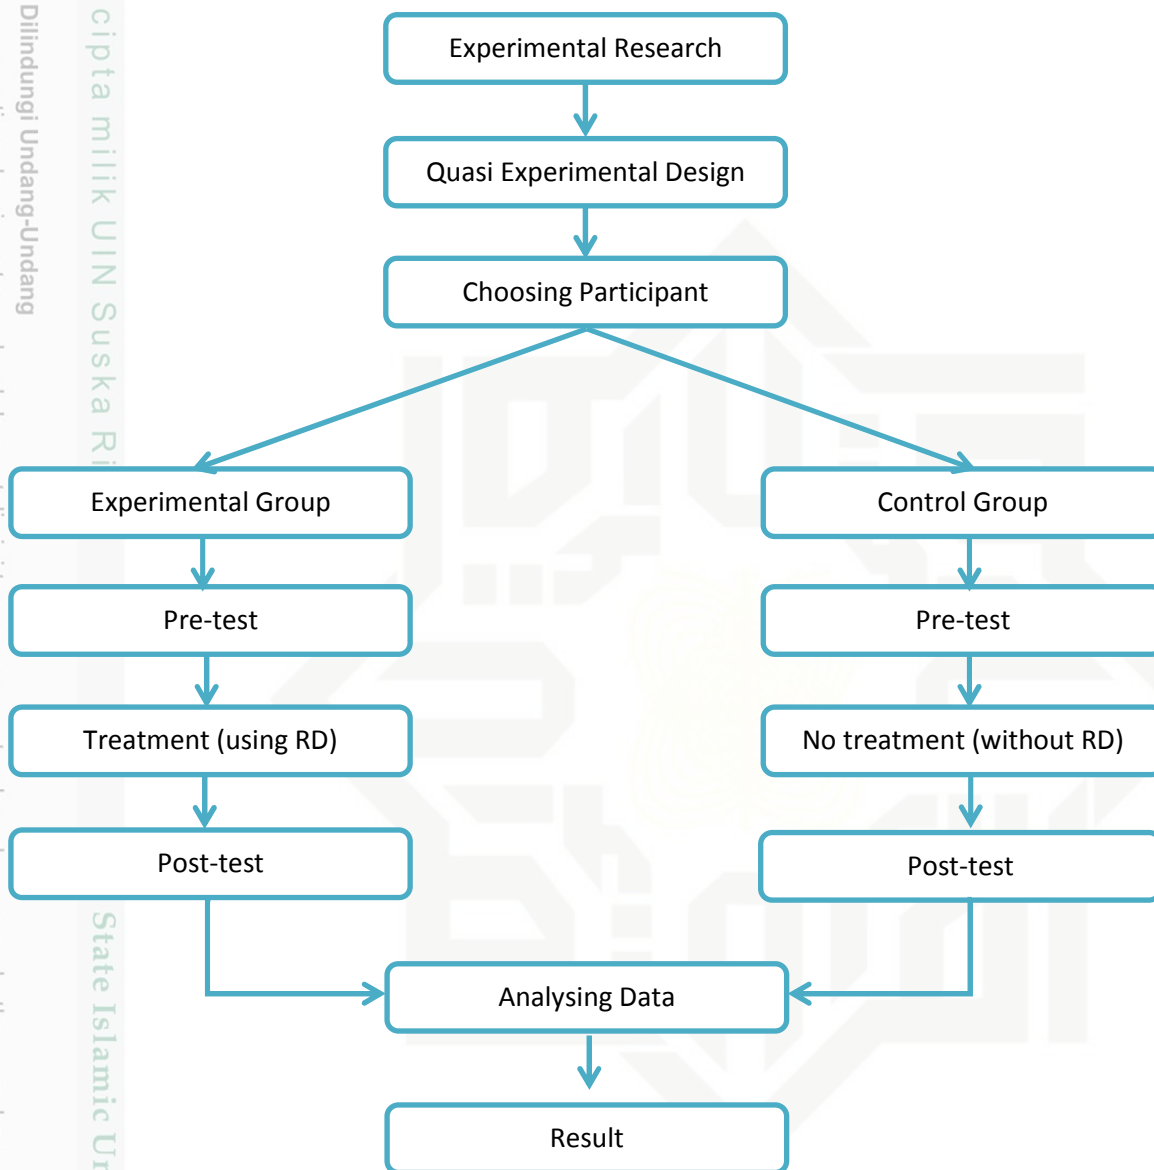 cipta milik UIN Suska
Dilindungi Undang-Undang
Experimental Research
Quasi Experimental Design
Choosing Participant
Experimental Group
Control Group
Pre-test
Pre-test
Treatment (using RD)
No treatment (without RD)
Post-test
Post-test
Analysing Data
Result
State Islamic